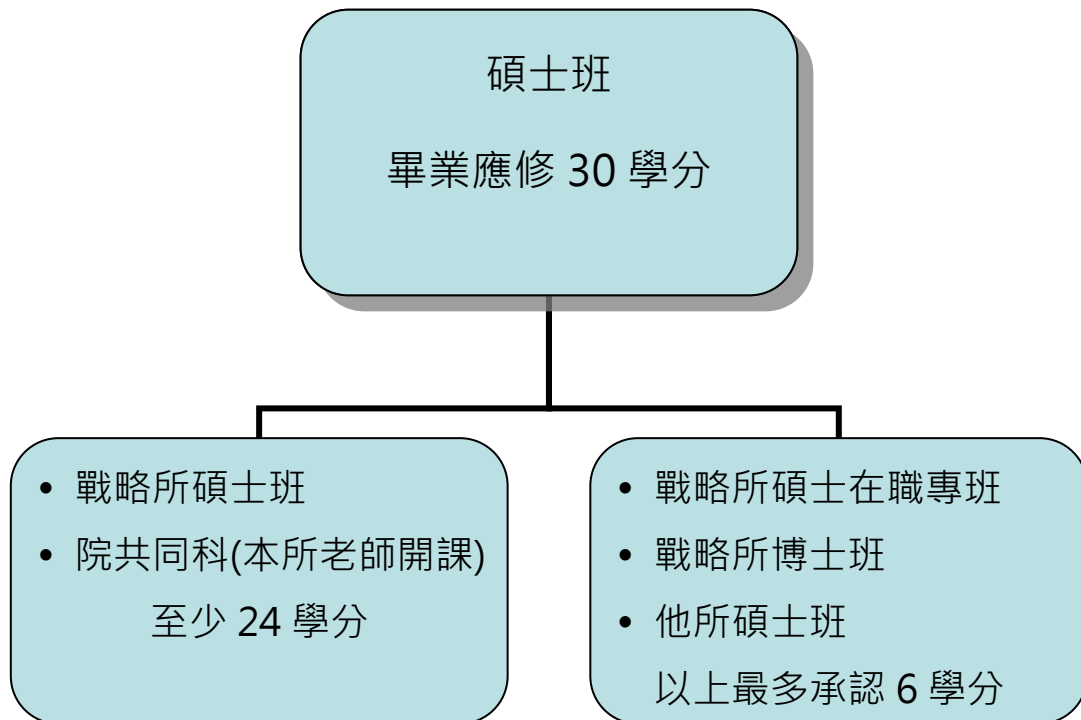 碩士班
畢業應修 30 學分
• 戰略所碩士班
• 院共同科(本所老師開課)
至少 24 學分
• 戰略所碩士在職專班
• 戰略所博士班
• 他所碩士班
以上最多承認 6 學分